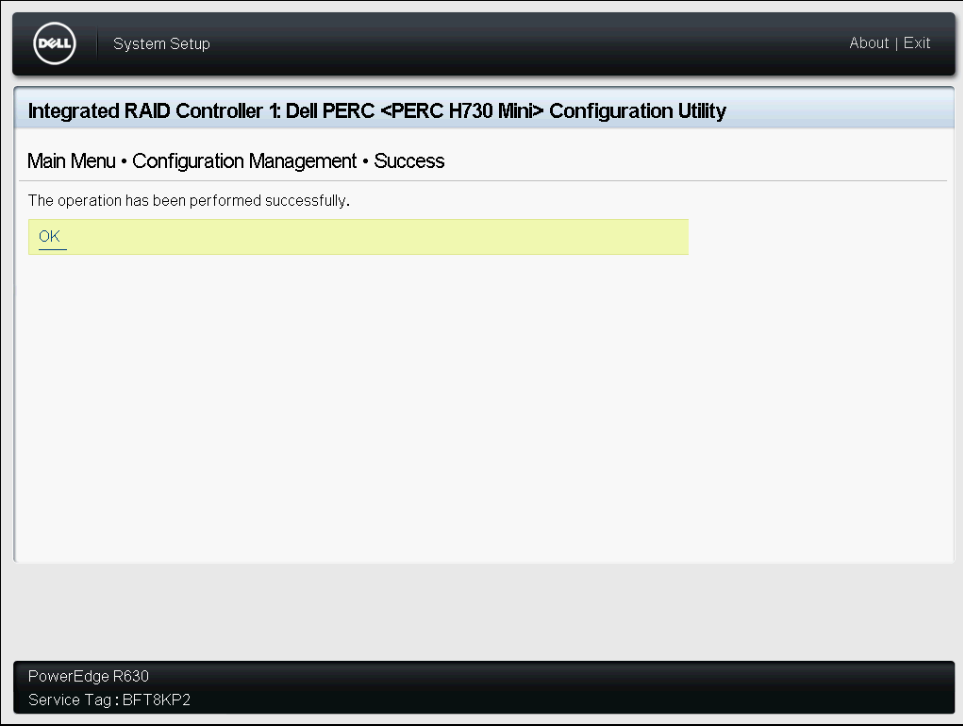 DELL
System Setup
About | Exit
Integrated RAID Controller 1: Dell PERC <PERC H730 Mini> Configuration Utility
Main Menu • Configuration Management • Success
The operation has been performed successfully.
OK
PowerEdge R630
Service Tag : BFT8KP2